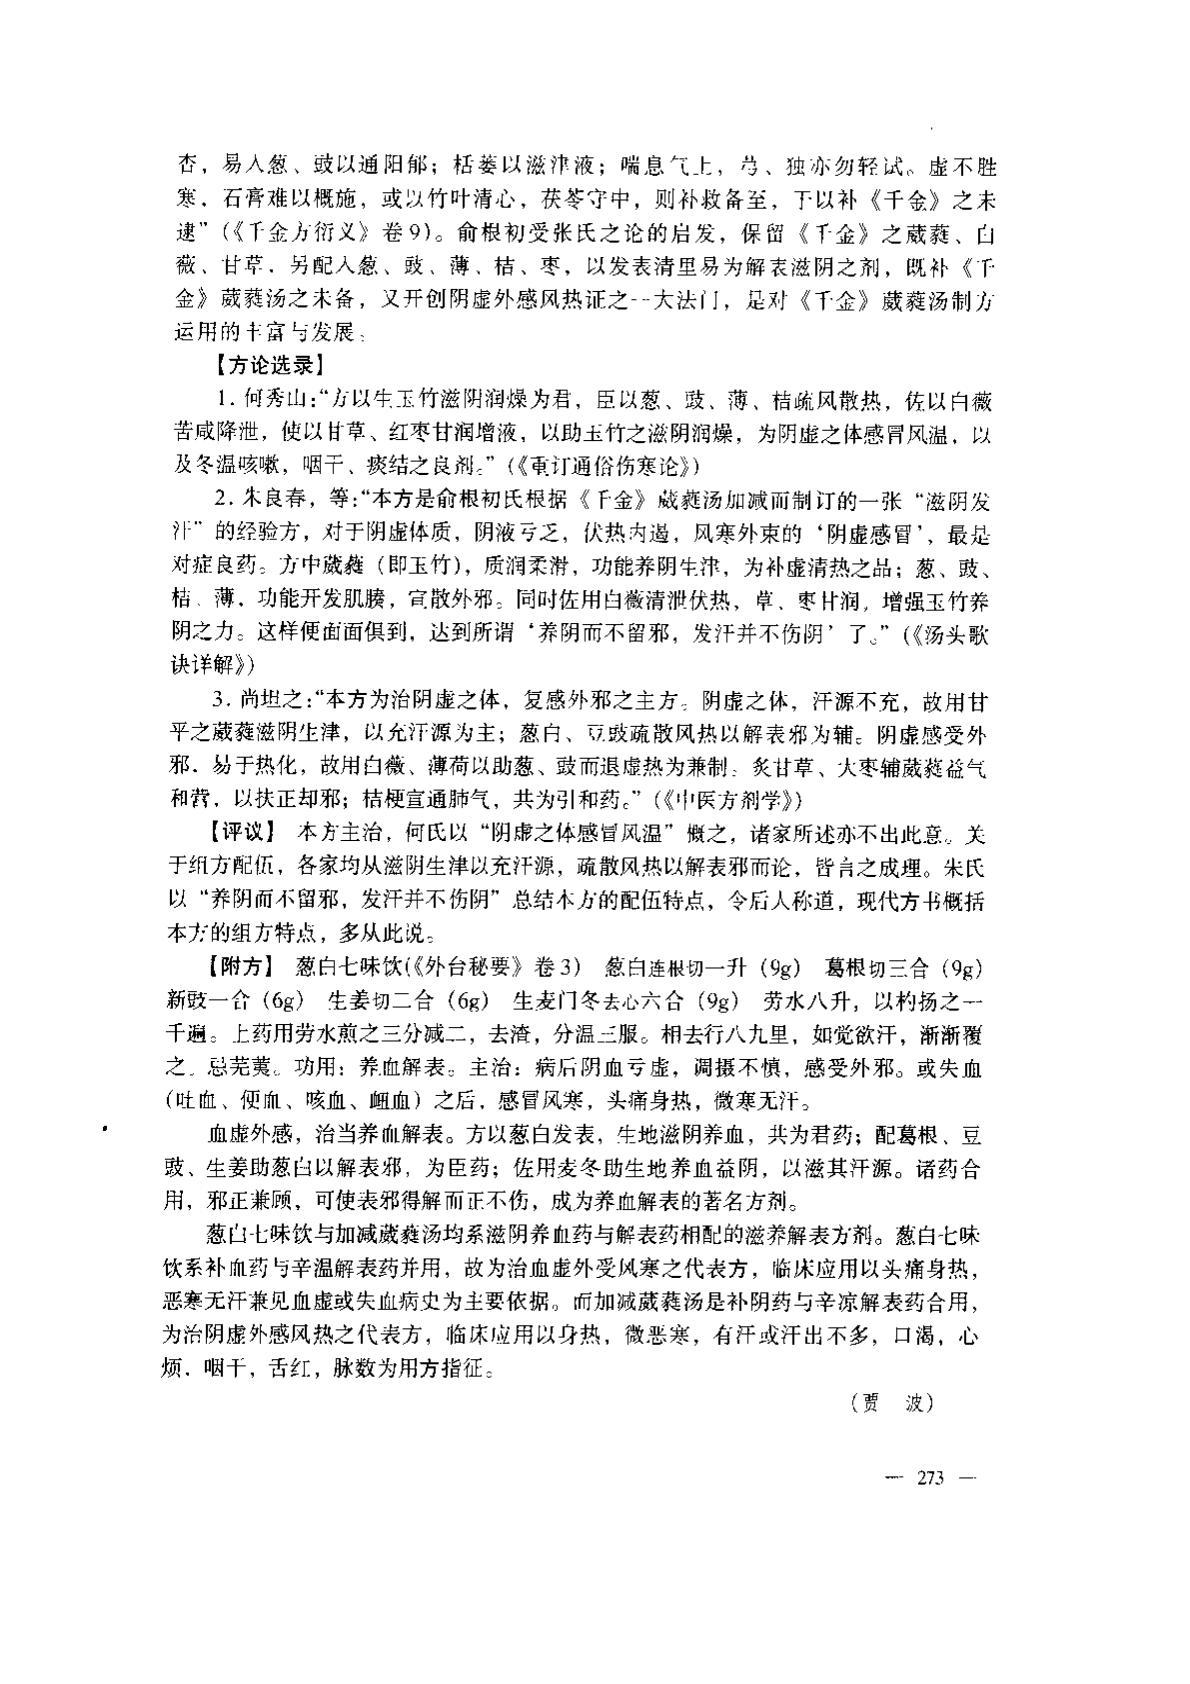 杏，易入葱、豉以通阳郁；栝蒌以滋津液；喘息气上，芎、独亦勿轻试。虚不胜
寒，石膏难以概施，或以竹叶清心，茯苓守中，则补救备至，于以补《千金》之未
逮”（《千金方衍义》卷9）。俞根初受张氏之论的启发，保留《千金》之葳蕤、白
薇、甘草，另配入葱、豉、薄、桔、枣，以发表清里易为解表滋阴之剂，既补《千
金》葳蕤汤之未备，又开创阴虚外感风热证之一大法门，是对《千金》葳蕤汤制方
运用的丰富与发展。
【方论选录】
1. 何秀山：“方以生玉竹滋阴润燥为君，臣以葱、豉、薄、桔疏风散热，佐以白薇
苦咸降泄，使以甘草、红枣甘润增液，以助玉竹之滋阴润燥，为阴虚之体感冒风温，以
及冬温咳嗽，咽干、痰结之良剂。”（《重订通俗伤寒论》）
2. 朱良春，等：“本方是俞根初氏根据《千金》葳蕤汤加减而制订的一张“滋阴发
汗”的经验方，对于阴虚体质，阴液亏乏，伏热内遏，风寒外束的‘阴虚感冒’，最是
对症良药。方中葳蕤（即玉竹），质润柔滑，功能养阴生津，为补虚清热之品；葱、豉、
桔、薄，功能开发肌腠，宣散外邪。同时佐用白薇清泄伏热，草、枣甘润，增强玉竹养
阴之力。这样便面面俱到，达到所谓‘养阴而不留邪，发汗并不伤阴’了。”（《汤头歌
诀详解》）
3. 尚坦之：“本方为治阴虚之体，复感外邪之主方。阴虚之体，汗源不充，故用甘
平之葳蕤滋阴生津，以充汗源为主；葱白、豆豉疏散风热以解表邪为辅。阴虚感受外
邪，易于热化，故用白薇、薄荷以助葱、豉而退虚热为兼制。炙甘草、大枣辅葳蕤益气
和营，以扶正却邪；桔梗宣通肺气，共为引和药。”（《中医方剂学》）
【评议】 本方主治，何氏以“阴虚之体感冒风温”概之，诸家所述亦不出此意。关
于组方配伍，各家均从滋阴生津以充汗源，疏散风热以解表邪而论，皆言之成理。朱氏
以“养阴而不留邪，发汗并不伤阴”总结本方的配伍特点，令后人称道，现代方书概括
本方的组方特点，多从此说。
【附方】 葱白七味饮（《外台秘要》卷3） 葱白连根切一升（9g） 葛根切三合（9g）
新豉一合（6g） 生姜切二合（6g） 生麦门冬去心六合（9g） 劳水八升，以杓扬之一
千遍。上药用劳水煎之三分减二，去渣，分温三服。相去行八九里，如觉欲汗，渐渐覆
之。忌芜荑。功用：养血解表。主治：病后阴血亏虚，调摄不慎，感受外邪。或失血
（吐血、便血、咳血、衄血）之后，感冒风寒，头痛身热，微寒无汗。
血虚外感，治当养血解表。方以葱白发表，生地滋阴养血，共为君药；配葛根、豆
豉、生姜助葱白以解表邪，为臣药；佐用麦冬助生地养血益阴，以滋其汗源。诸药合
用，邪正兼顾，可使表邪得解而正不伤，成为养血解表的著名方剂。
葱白七味饮与加减葳蕤汤均系滋阴养血药与解表药相配的滋养解表方剂。葱白七味
饮系补血药与辛温解表药并用，故为治血虚外受风寒之代表方，临床应用以头痛身热，
恶寒无汗兼见血虚或失血病史为主要依据。而加减葳蕤汤是补阴药与辛凉解表药合用，
为治阴虚外感风热之代表方，临床应用以身热，微恶寒，有汗或汗出不多，口渴，心
烦，咽干，舌红，脉数为用方指征。
（贾 波）
— 273 —